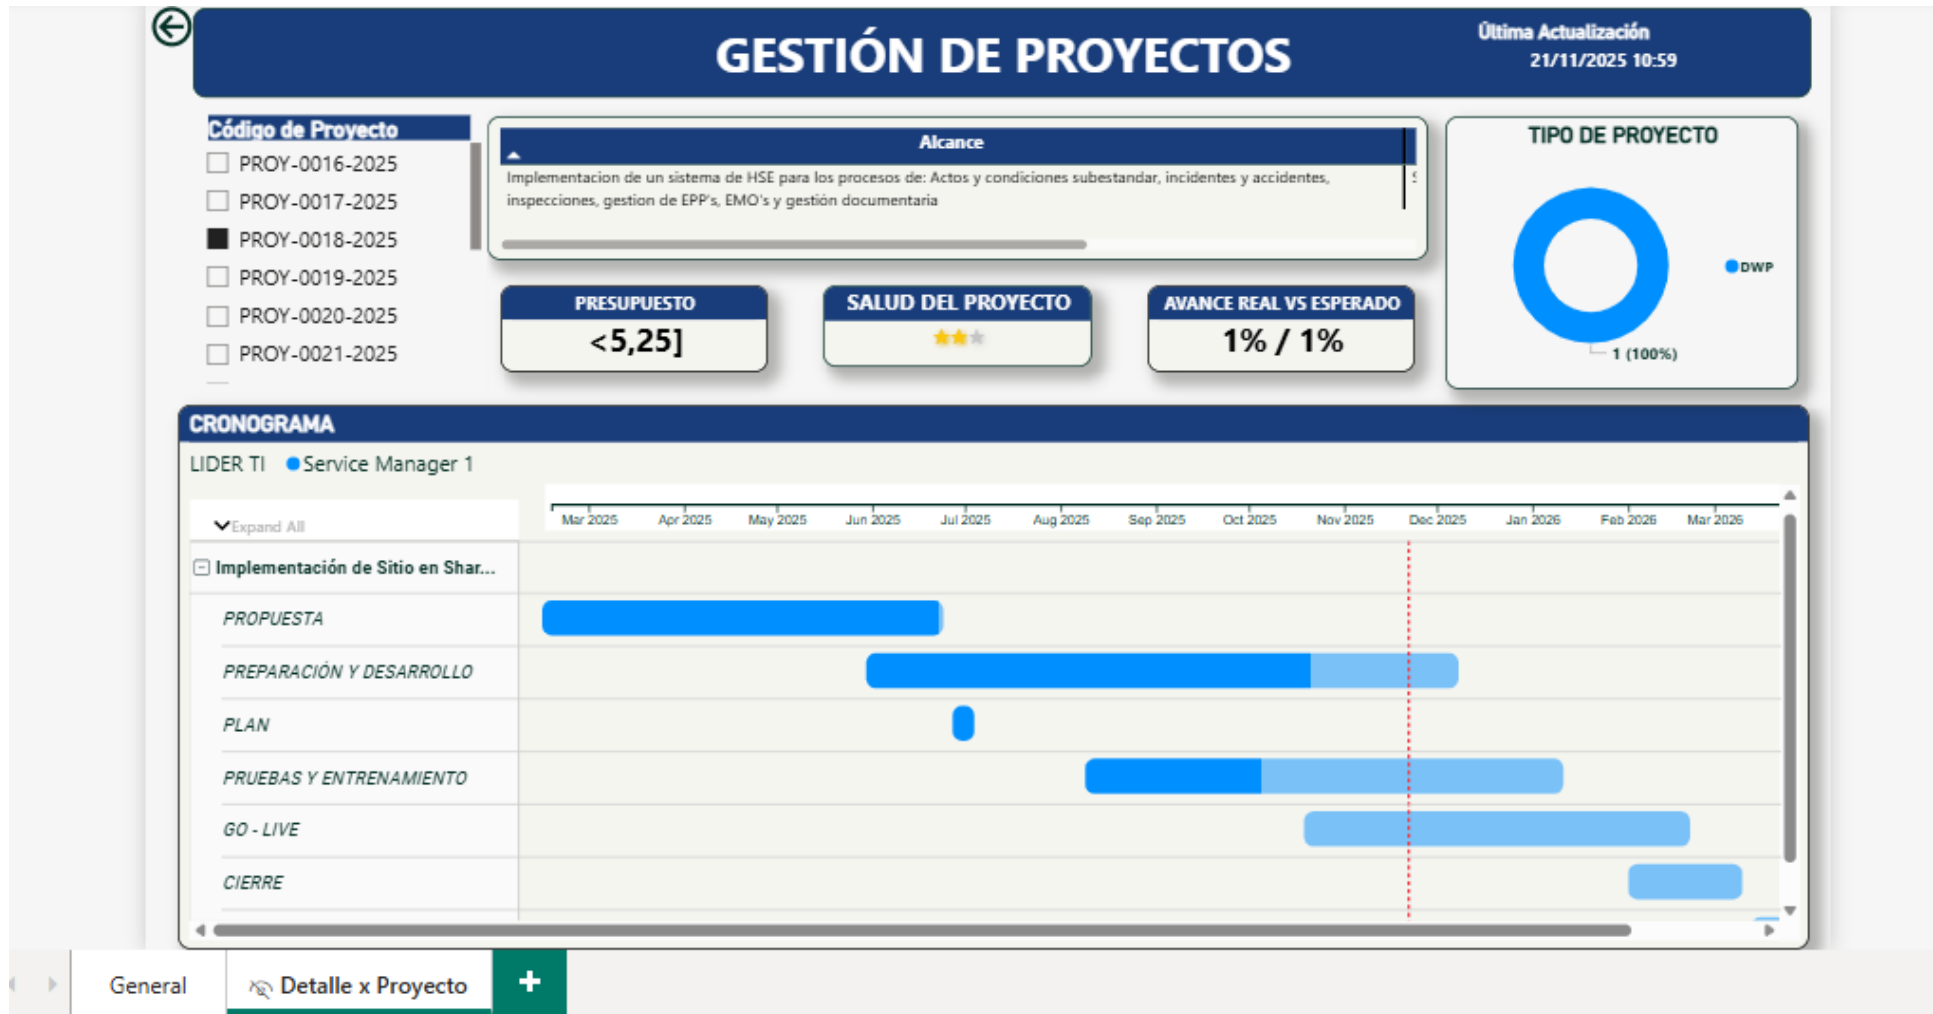 GESTIÓN DE PROYECTOS
Última Actualización
21/11/2025 10:59
Código de Proyecto
PROY-0016-2025
PROY-0017-2025
PROY-0018-2025
PROY-0019-2025
PROY-0020-2025
PROY-0021-2025
Alcance
Implementacion de un sistema de HSE para los procesos de: Actos y condiciones subestandar, incidentes y accidentes,
inspecciones, gestion de EPP's, EMO's y gestión documentaria
TIPO DE PROYECTO
DWP
1 (100%)
PRESUPUESTO
<5,25]
SALUD DEL PROYECTO
AVANCE REAL VS ESPERADO
1% / 1%
CRONOGRAMA
LIDER TI Service Manager 1
Expand All
Mar 2025 Apr 2025 May 2025 Jun 2025 Jul 2025 Aug 2025 Sep 2025 Oct 2025 Nov 2025 Dec 2025 Jan 2026 Feb 2026 Mar 2026
Implementación de Sitio en Shar...
PROPUESTA
PREPARACIÓN Y DESARROLLO
PLAN
PRUEBAS Y ENTRENAMIENTO
GO - LIVE
CIERRE
General
Detalle x Proyecto